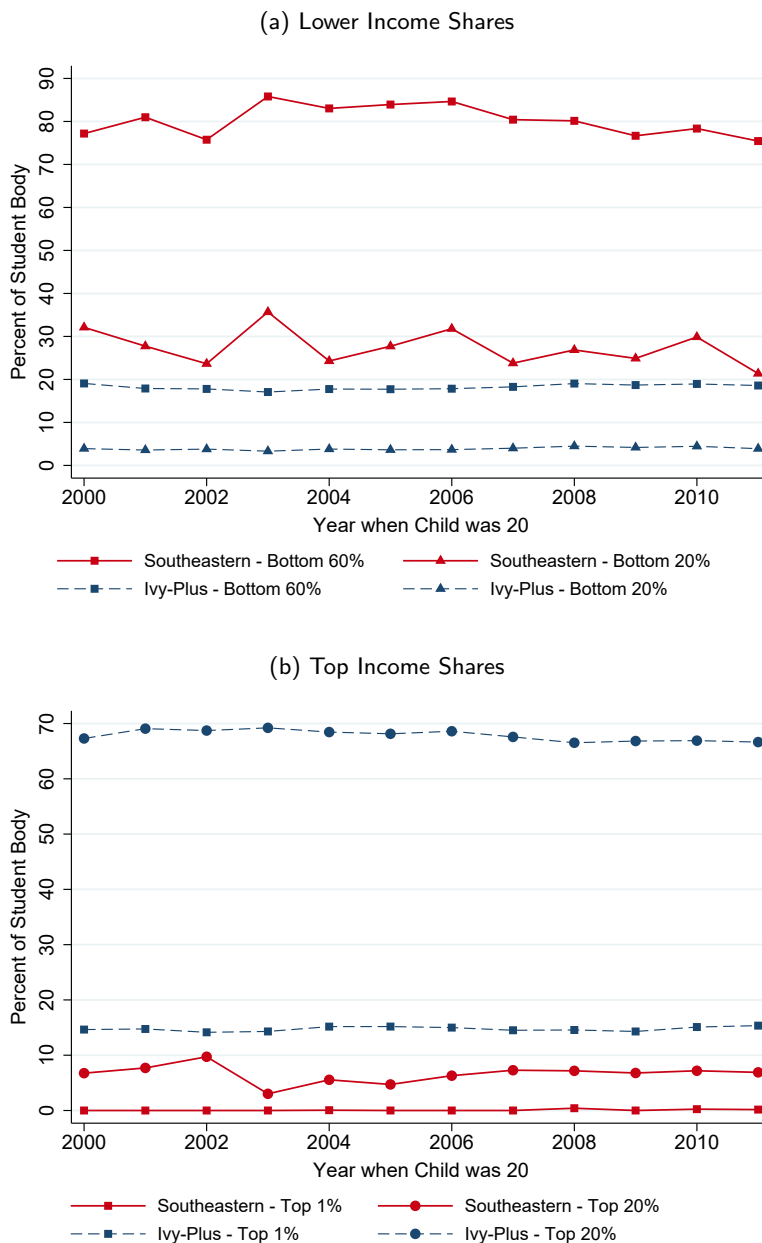 (a) Lower Income Shares
Percent of Student Body
90
80
70
60
50
40
30
20
10
0
2000 2002 2004 2006 2008 2010
Year when Child was 20
Southeastern - Bottom 60% Southeastern - Bottom 20%
Ivy-Plus - Bottom 60% Ivy-Plus - Bottom 20%
(b) Top Income Shares
Percent of Student Body
70
60
50
40
30
20
10
0
2000 2002 2004 2006 2008 2010
Year when Child was 20
Southeastern - Top 1% Southeastern - Top 20%
Ivy-Plus - Top 1% Ivy-Plus - Top 20%